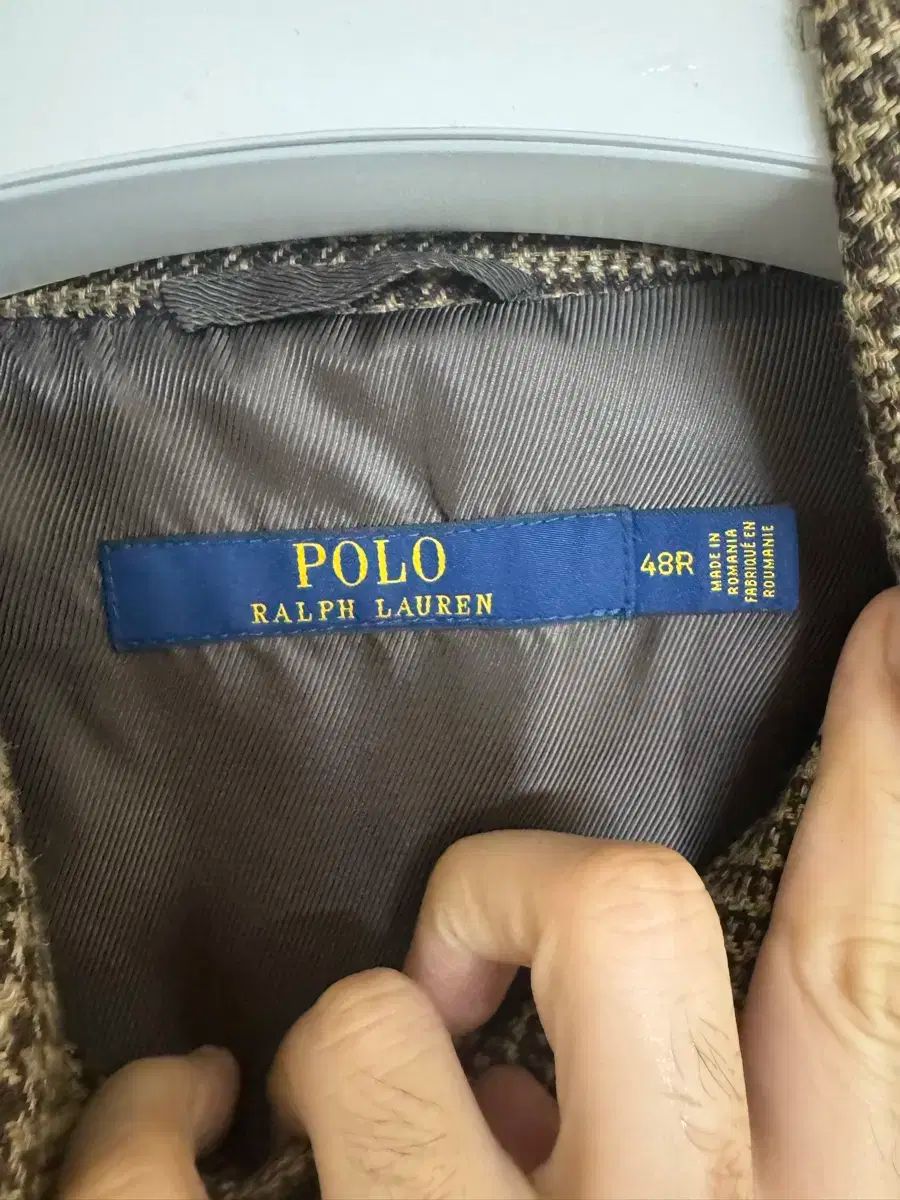 POLO
RALPH LAUREN
48R
MADE IN
ROMANIA
FABRIQUÉ EN
ROUMANIE